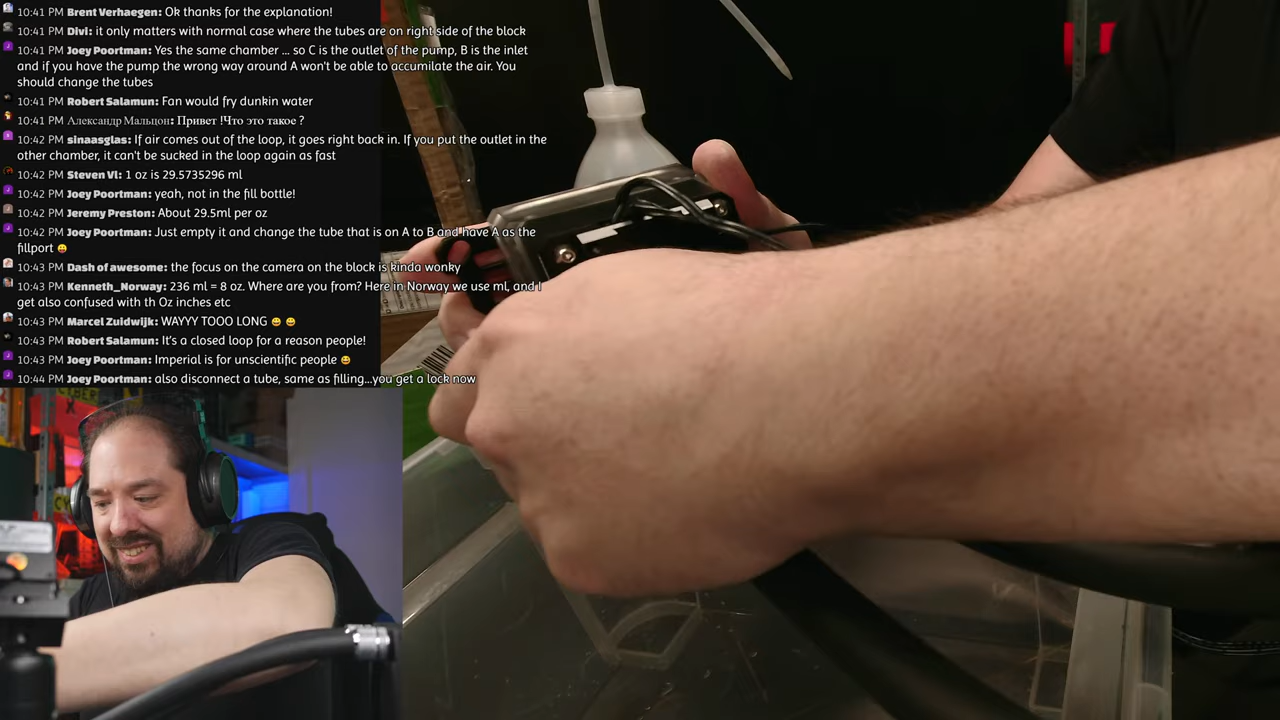 10:41 PM Brent Verhaegen: Ok thanks for the explanation!
10:41 PM Divi: it only matters with normal case where the tubes are on right side of the block
10:41 PM Joey Poortman: Yes the same chamber ... so C is the outlet of the pump, B is the inlet
and if you have the pump the wrong way around A won't be able to accumilate the air. You
should change the tubes
10:41 PM Robert Salamun: Fan would fry dunkin water
10:41 PM Александр Мальцон: Привет !Что это такое ?
10:42 PM sinaasglas: If air comes out of the loop, it goes right back in. If you put the outlet in the
other chamber, it can't be sucked in the loop again as fast
10:42 PM Steven Vl: 1 oz is 29.5735296 ml
10:42 PM Joey Poortman: yeah, not in the fill bottle!
10:42 PM Jeremy Preston: About 29.5ml per oz
10:42 PM Joey Poortman: Just empty it and change the tube that is on A to B and have A as the
fillport 😀
10:43 PM Dash of awesome: the focus on the camera on the block is kinda wonky
10:43 PM Kenneth_Norway: 236 ml = 8 oz. Where are you from? Here in Norway we use ml, and I
get also confused with th Oz inches etc
10:43 PM Marcel Zuidwijk: WAYYY TOOO LONG 😀 😀
10:43 PM Robert Salamun: It's a closed loop for a reason people!
10:43 PM Joey Poortman: Imperial is for unscientific people 😀
10:44 PM Joey Poortman: also disconnect a tube, same as filling...you get a lock now